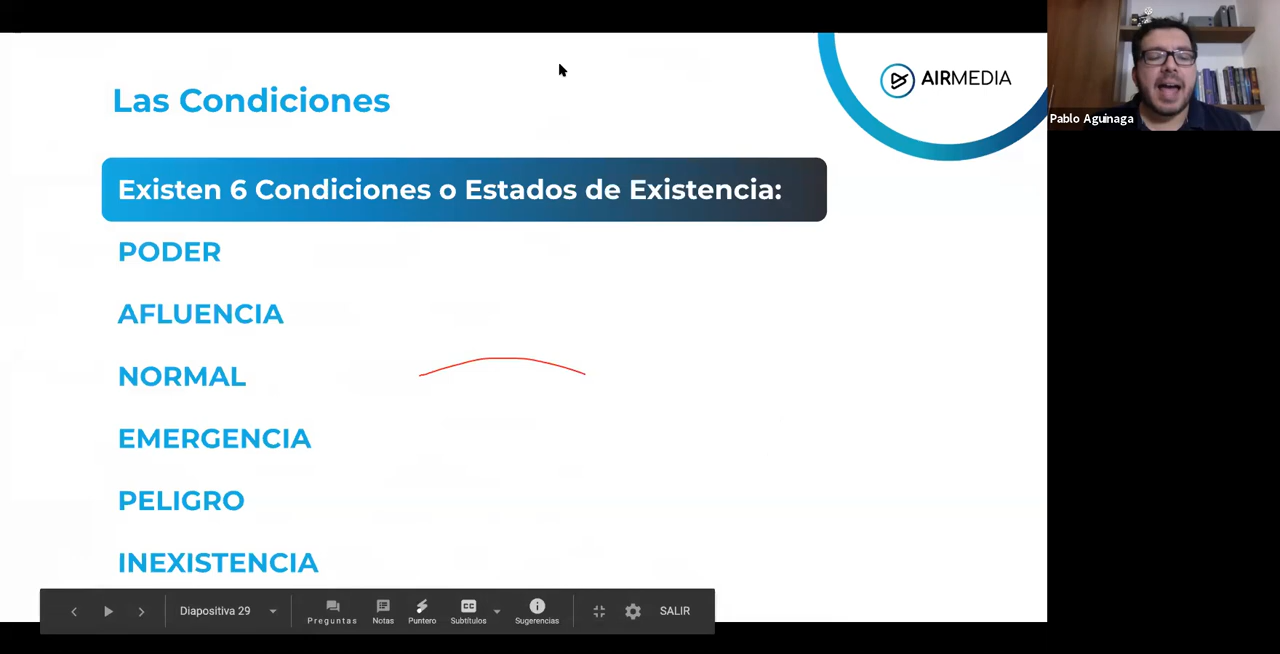 Las Condiciones
AIRMEDIA
Pablo Aguinaga
Existen 6 Condiciones o Estados de Existencia:
PODER
AFLUENCIA
NORMAL
EMERGENCIA
PELIGRO
INEXISTENCIA
Diapositiva 29
Preguntas
Notas
Puntero
CC
Subtítulos
Sugerencias
SALIR